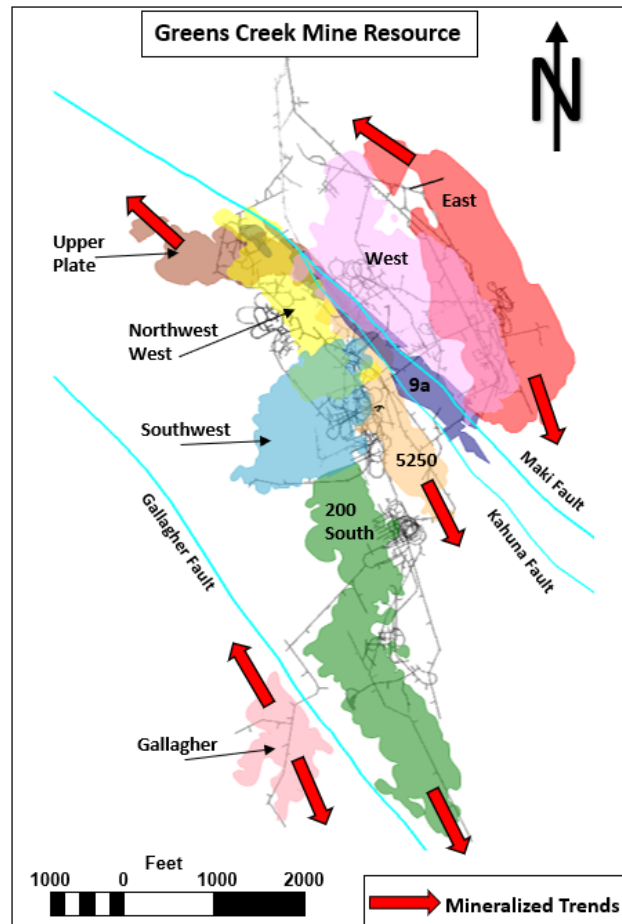 Greens Creek Mine Resource
N
East
Upper
Plate
West
Northwest
West
9a
Southwest
5250
Maki Fault
Kahuna Fault
Gallagher Fault
200
South
Gallagher
Feet
1000 0 1000 2000
Mineralized Trends